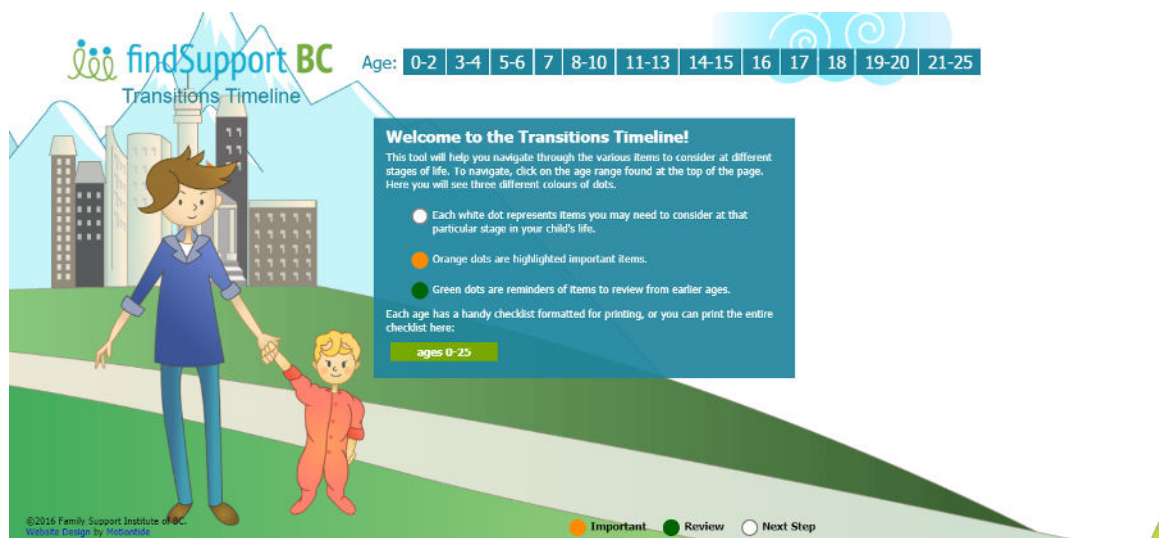 findSupport BC
Transitions Timeline
Age: 0-2 3-4 5-6 7 8-10 11-13 14-15 16 17 18 19-20 21-25
Welcome to the Transitions Timeline!
This tool will help you navigate through the various items to consider at different
stages of life. To navigate, click on the age range found at the top of the page.
Here you will see three different colours of dots.
Each white dot represents items you may need to consider at that
particular stage in your child's life.
Orange dots are highlighted important items.
Green dots are reminders of items to review from earlier ages.
Each age has a handy checklist formatted for printing, or you can print the entire
checklist here:
ages 0-25
©2016 Family Support Institute of BC.
Website Design by Motiontide
Important Review Next Step